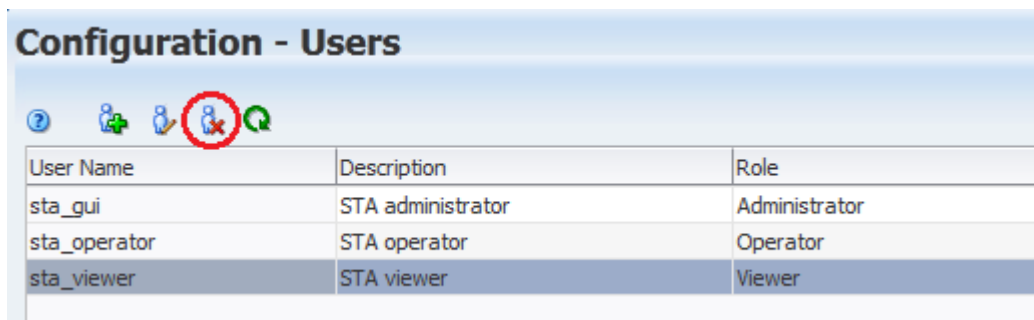 Configuration - Users
User Name Description Role
sta_gui STA administrator Administrator
sta_operator STA operator Operator
sta_viewer STA viewer Viewer